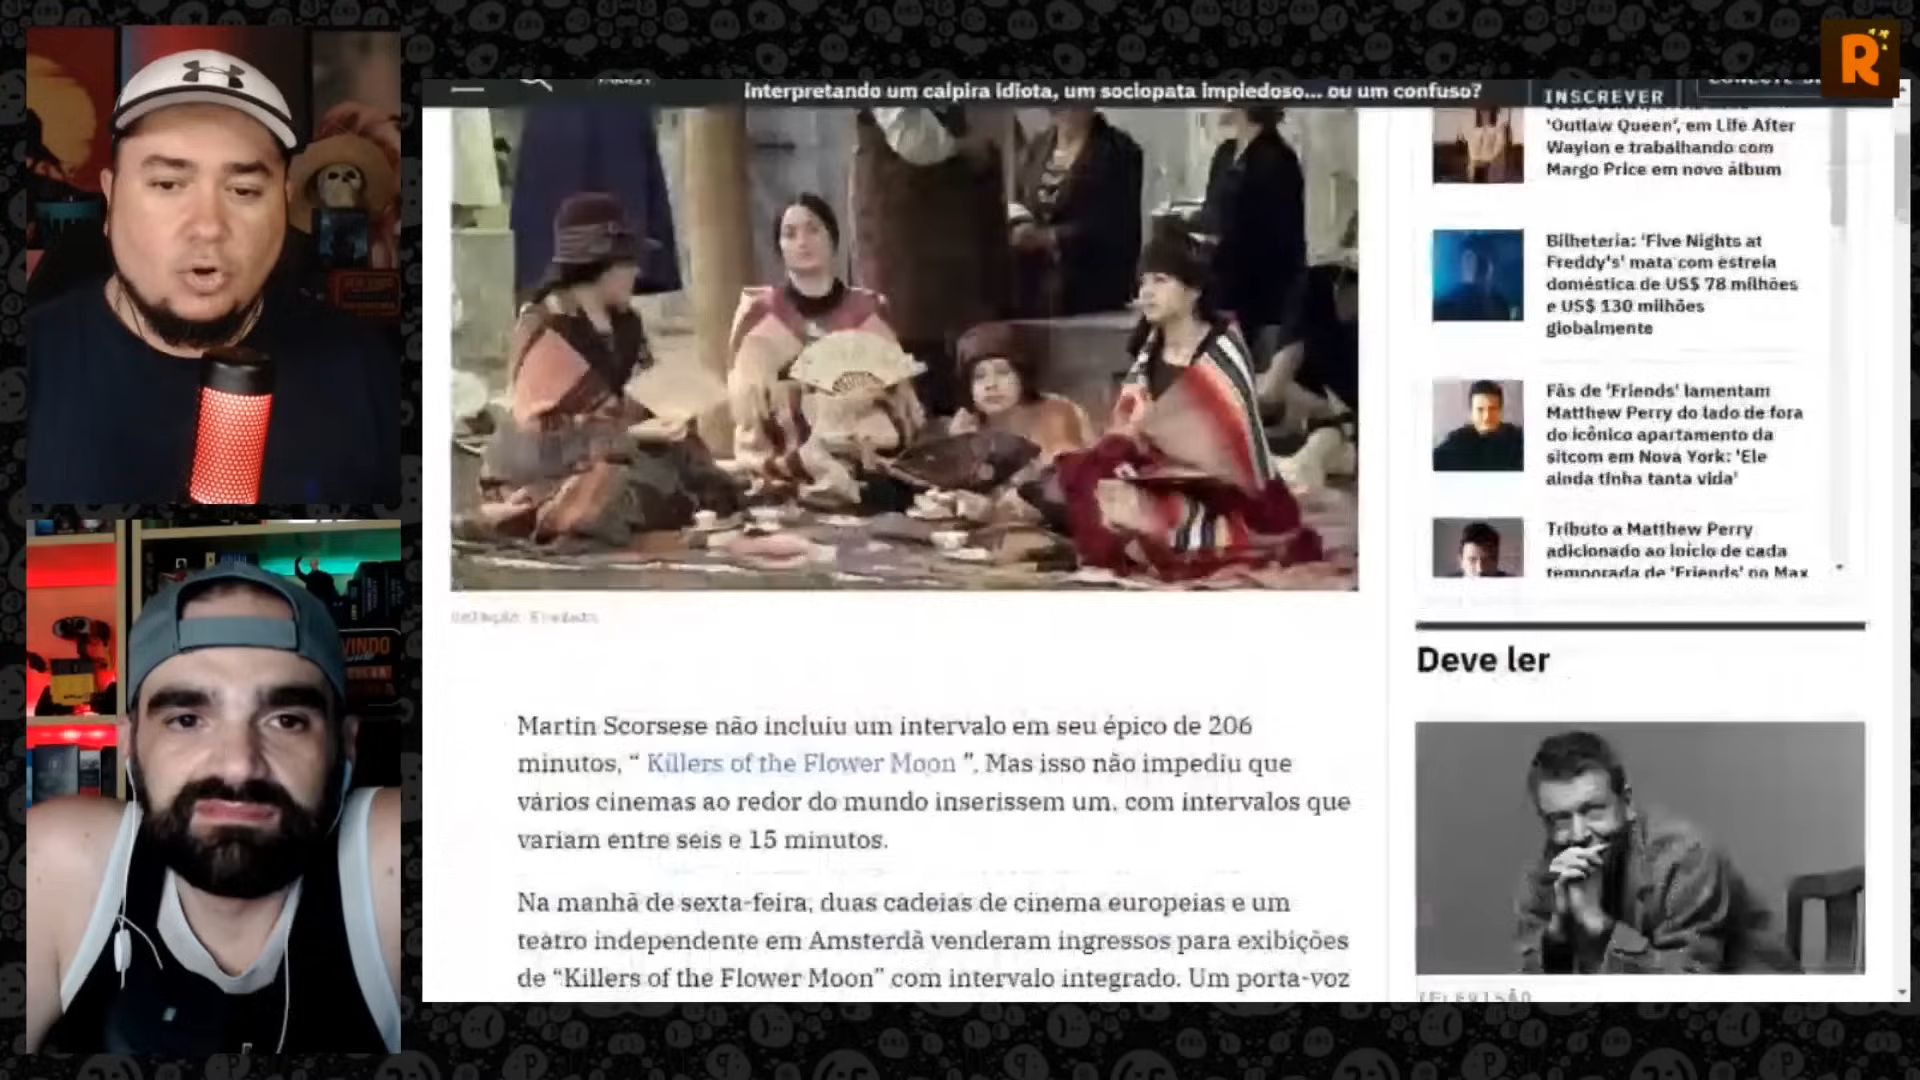 Interpretando um caipira idiota, um sociopata impiedoso... ou um confuso?
INSCREVER
R
'Outlaw Queen', em Life After
Waylon e trabalhando com
Margo Price em novo álbum
Bilheteria: 'Five Nights at
Freddy's' mata com estreia
doméstica de US$ 78 milhões
e US$ 130 milhões
globalmente
Fãs de 'Friends' lamentam
Matthew Perry do lado de fora
do icônico apartamento da
sitcom em Nova York: 'Ele
ainda tinha tanta vida'
Tributo a Matthew Perry
adicionado ao início de cada
temporada de 'Friends' no Max
Deve ler
TELEVISÃO
Martin Scorsese não incluiu um intervalo em seu épico de 206
minutos, “ Killers of the Flower Moon ”. Mas isso não impediu que
vários cinemas ao redor do mundo inserissem um, com intervalos que
variam entre seis e 15 minutos.
Na manhã de sexta-feira, duas cadeias de cinema europeias e um
teatro independente em Amsterdã venderam ingressos para exibições
de “Killers of the Flower Moon” com intervalo integrado. Um porta-voz
VINDO